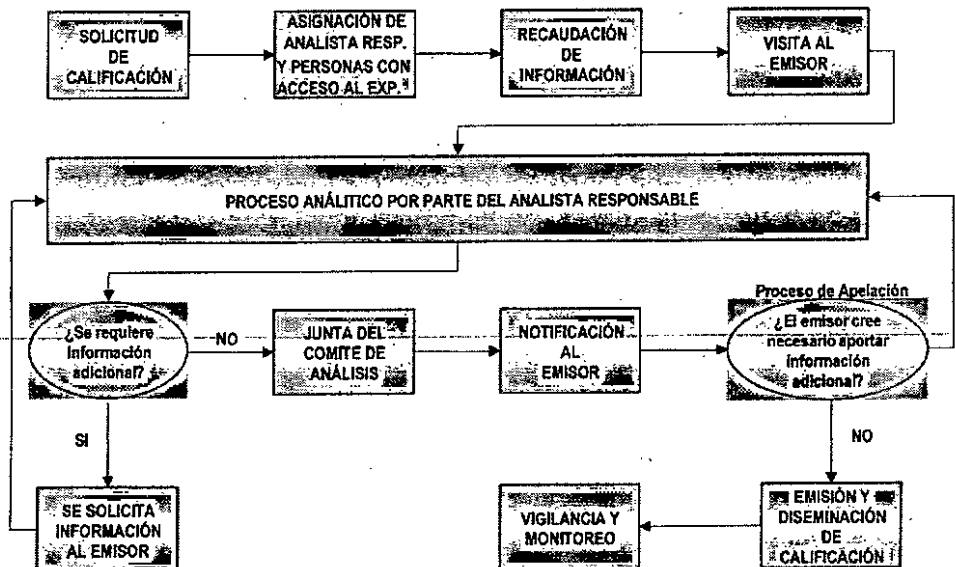 SOLICITUD
DE
CALIFICACIÓN
ASIGNACIÓN DE
ANALISTA RESP.
Y PERSONAS CON
ACCESO AL EXP.
RECAUDACIÓN
DE
INFORMACIÓN
VISITA AL
EMISOR
PROCESO ANÁLITICO POR PARTE DEL ANALISTA RESPONSABLE
¿Se requiere
información
adicional?
NO
JUNTA DEL
COMITE DE
ANÁLISIS
NOTIFICACIÓN
AL
EMISOR
Proceso de Apelación
¿El emisor cree
necesario aportar
información
adicional?
SI
NO
SE SOLICITA
INFORMACIÓN
AL EMISOR
VIGILANCIA Y
MONITOREO
EMISIÓN Y
DISEMINACIÓN
DE
CALIFICACIÓN